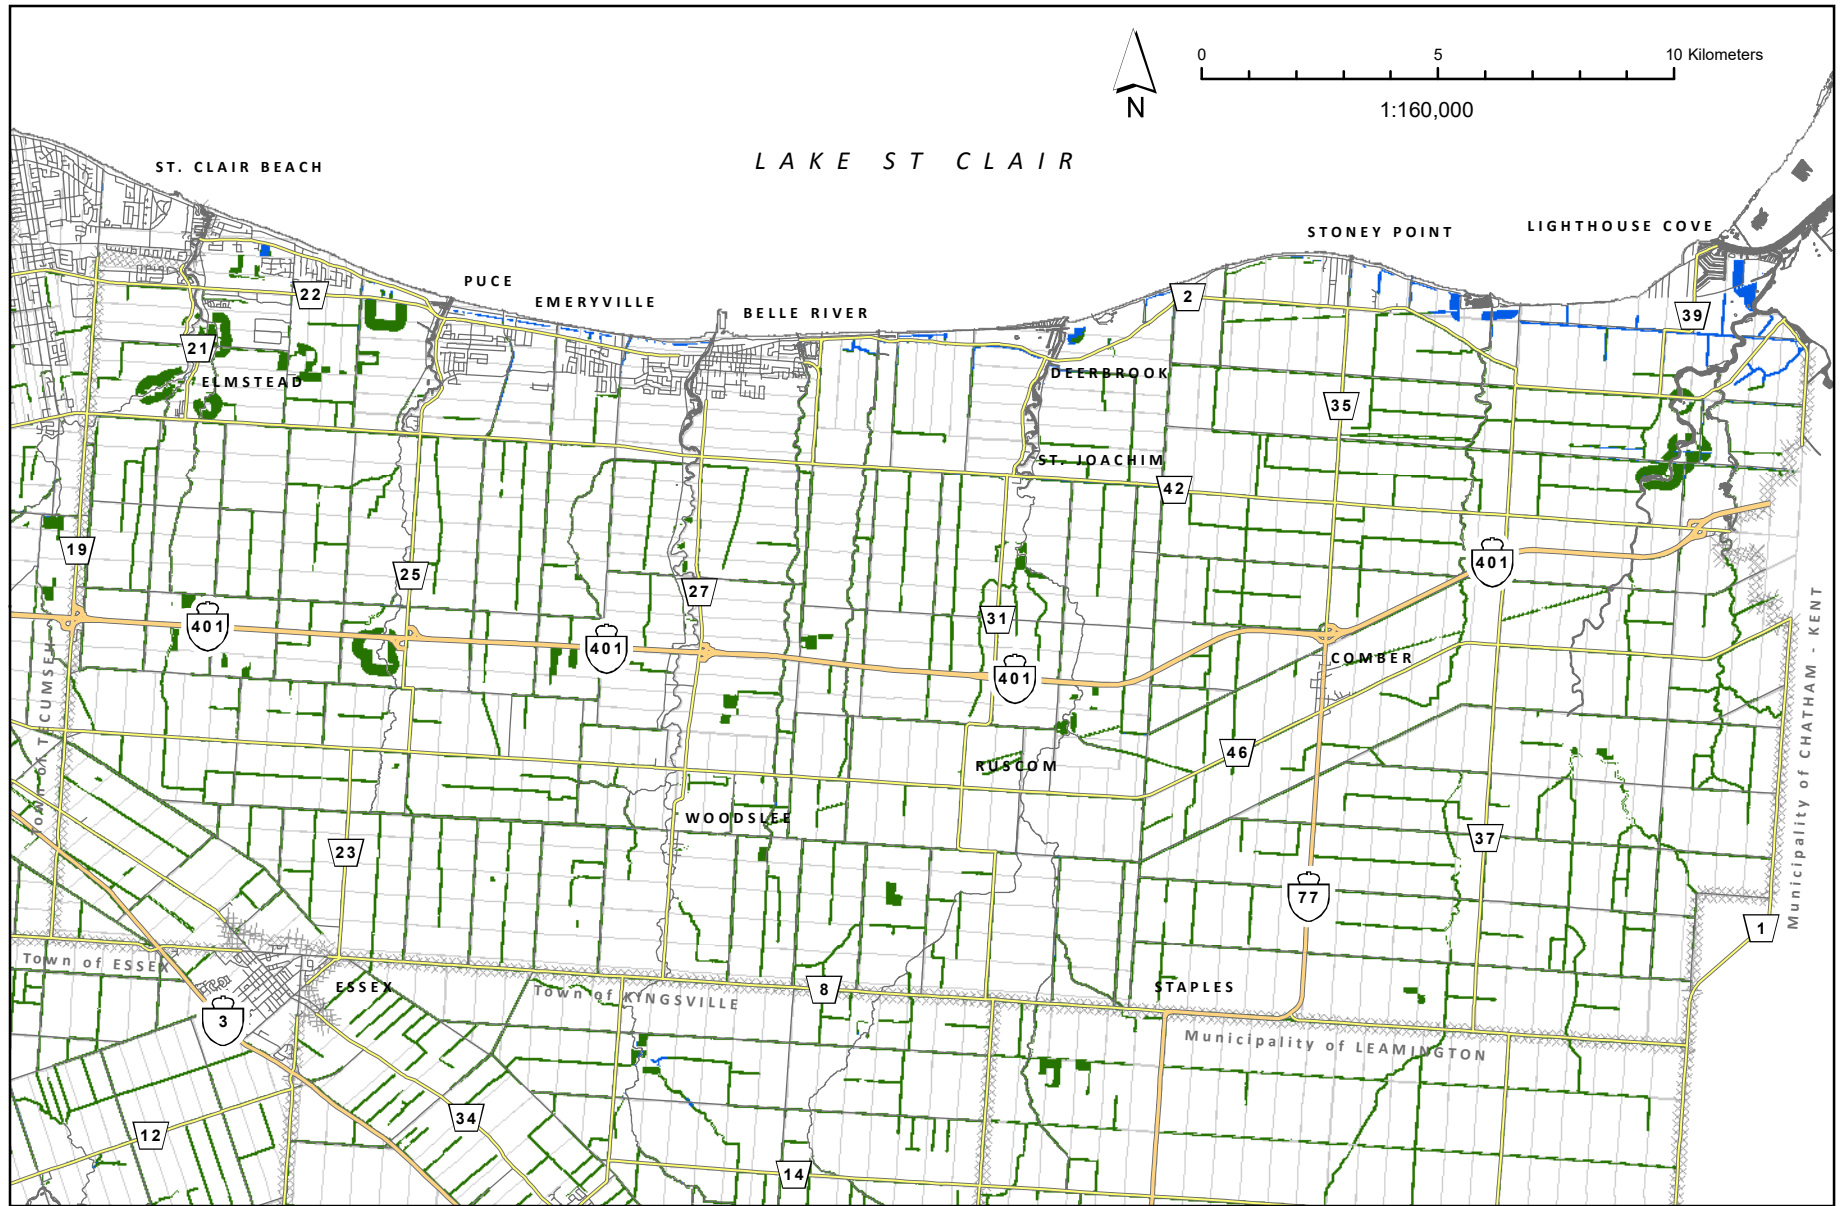 0 5 10 Kilometers
N
1:160,000
LAKE ST CLAIR
ST. CLAIR BEACH
STONEY POINT
LIGHTHOUSE COVE
PUCE
EMERYVILLE
BELLE RIVER
22
2
39
21
ELMSTEAD
DEERBROOK
35
ST. JOACHIM
42
19
25
27
401
31
401
401
401
COMBER
Town of TECUMSEH
Municipality of CHATHAM - KENT
46
RUSCOM
WOODSLEE
23
37
77
1
Town of ESSEX
ESSEX
Town of KINGSVILLE
8
STAPLES
3
Municipality of LEAMINGTON
34
12
14